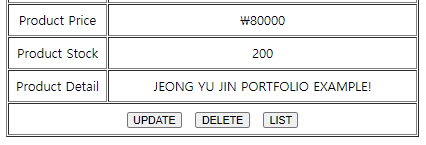 Product Price ₩80000
Product Stock 200
Product Detail JEONG YU JIN PORTFOLIO EXAMPLE!
UPDATE DELETE LIST